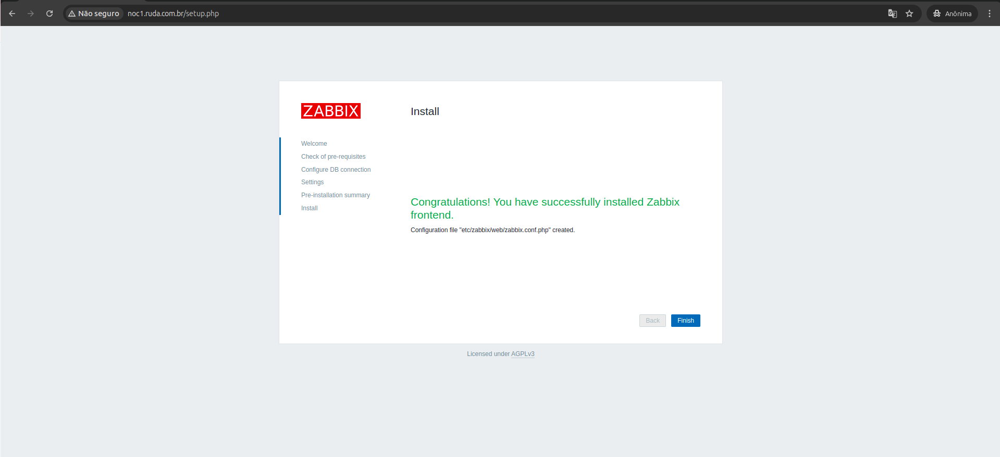 Não seguro noc1.ruda.com.br/setup.php Anônima
ZABBIX
Install
Welcome
Check of pre-requisites
Configure DB connection
Settings
Pre-installation summary
Install
Congratulations! You have successfully installed Zabbix
frontend.
Configuration file "etc/zabbix/web/zabbix.conf.php" created.
Back Finish
Licensed under AGPLv3